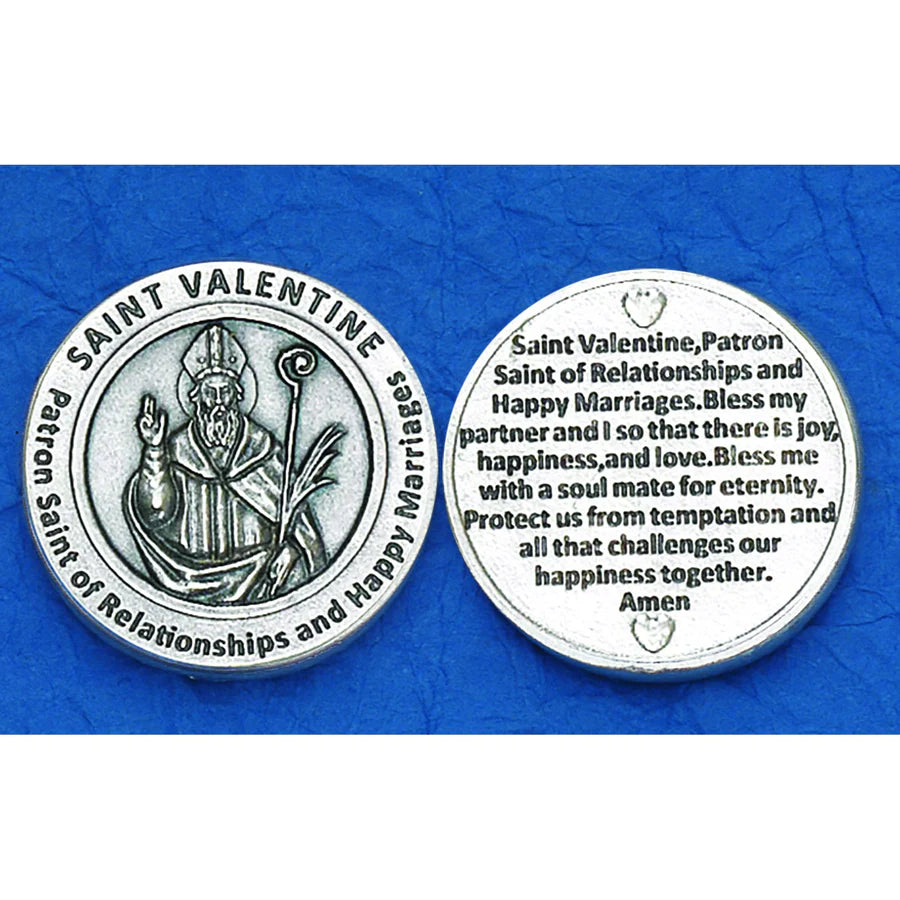 SAINT VALENTINE
Patron Saint of Relationships and Happy Marriages
Saint Valentine,Patron
Saint of Relationships and
Happy Marriages.Bless my
partner and I so that there is joy,
happiness,and love.Bless me
with a soul mate for eternity.
Protect us from temptation and
all that challenges our
happiness together.
Amen